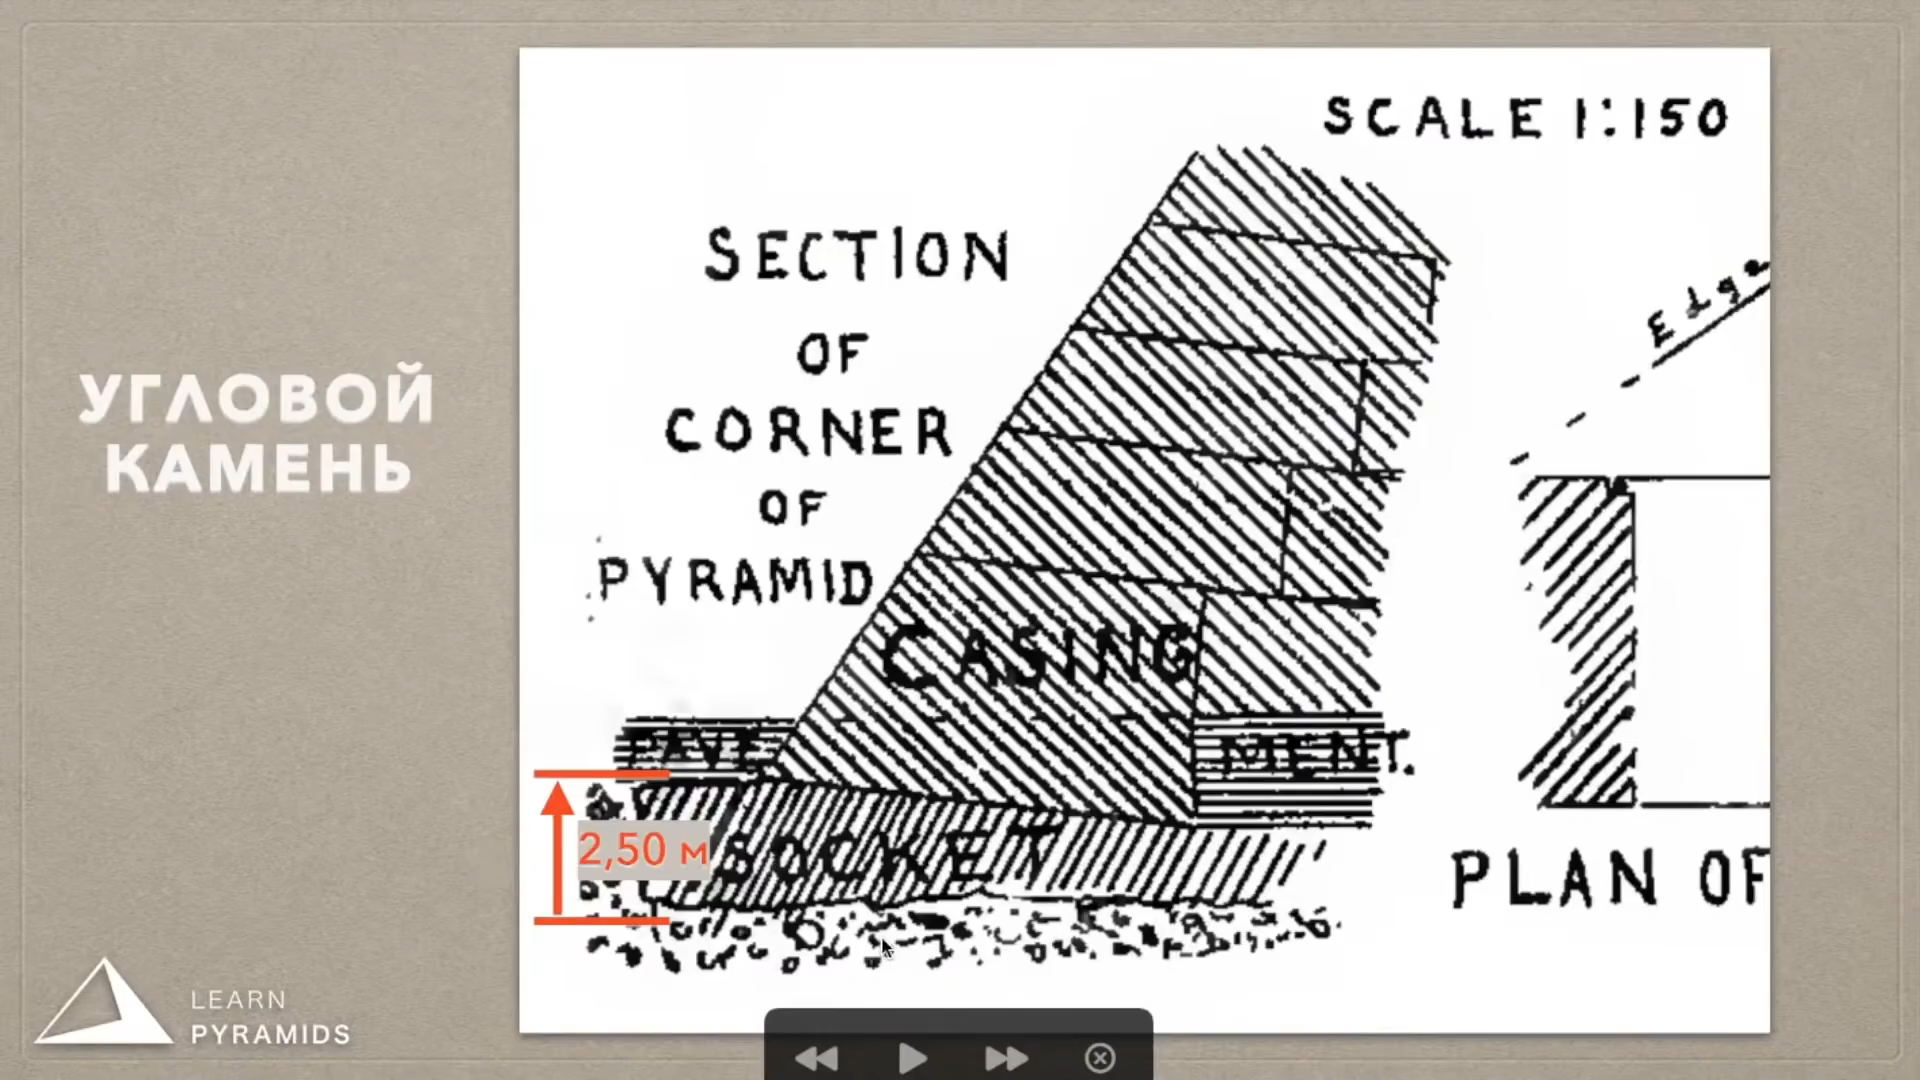 УГЛОВОЙ
КАМЕНЬ
SCALE 1:150
SECTION
OF
CORNER
OF
PYRAMID
Edge
CASING
PAVE
MENT.
2,50 м
SOCKET
PLAN OF
LEARN
PYRAMIDS